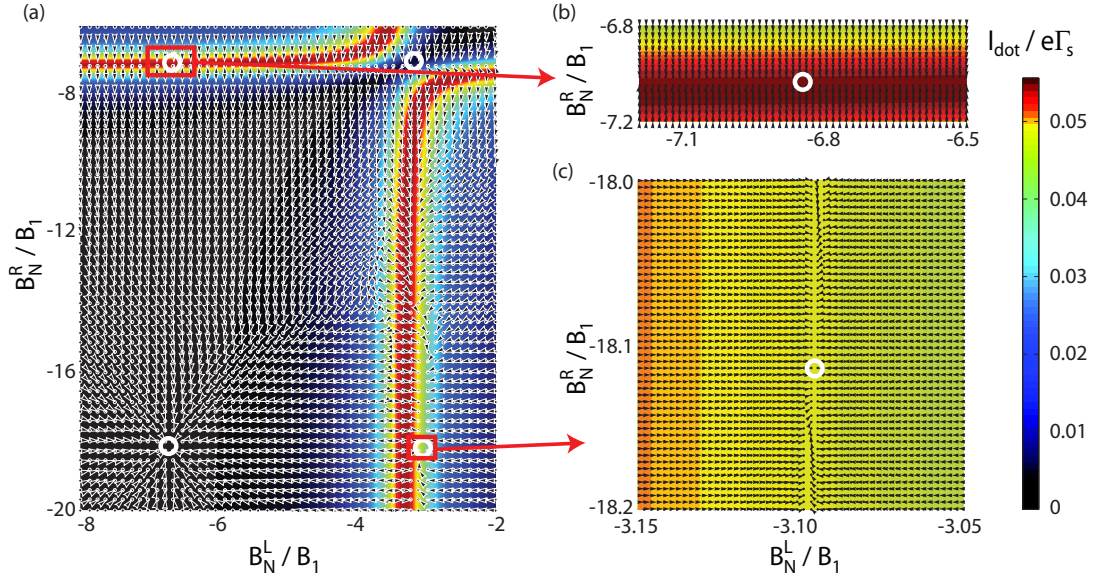 (a)
-8
-12
-16
-20
B_N^R / B_1
-8
-6
-4
-2
B_N^L / B_1
(b)
-6.8
-7.2
B_N^R / B_1
-7.1
-6.8
-6.5
(c)
-18.0
-18.1
-18.2
B_N^R / B_1
-3.15
-3.10
-3.05
B_N^L / B_1
I_dot / eΓ_s
0.05
0.03
0.02
0.01
0